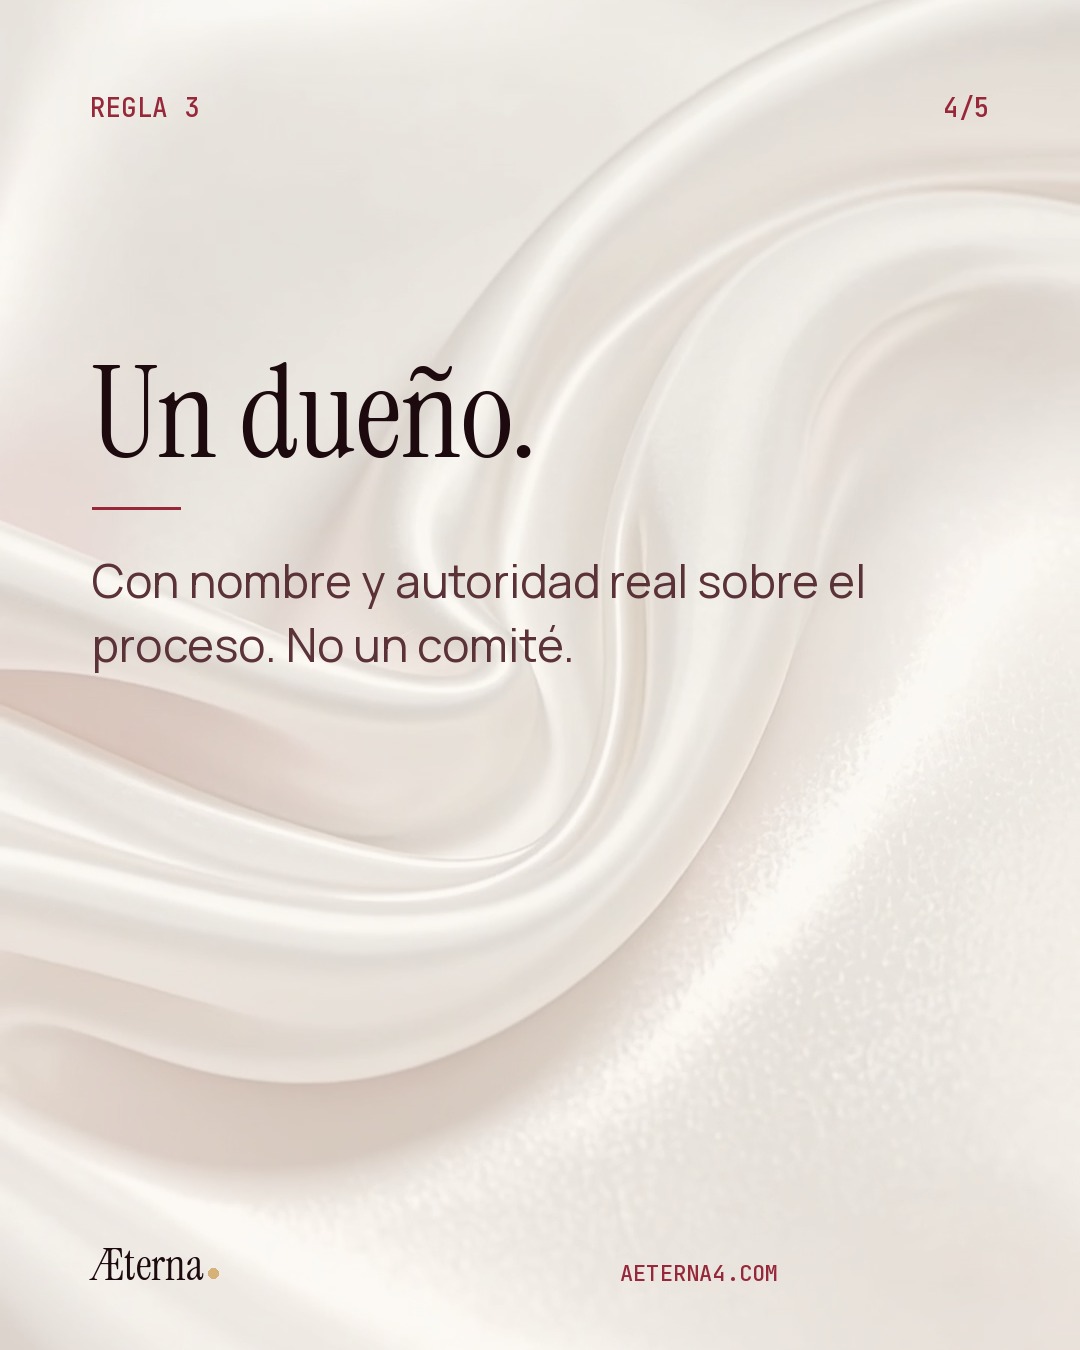 REGLA 3
4/5
Un dueño.
Con nombre y autoridad real sobre el
proceso. No un comité.
Æterna
AETERNA4.COM